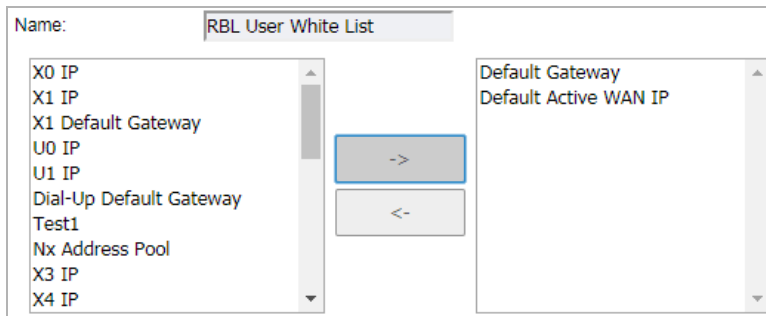 Name: RBL User White List
X0 IP
X1 IP
X1 Default Gateway
U0 IP
U1 IP
Dial-Up Default Gateway
Test1
Nx Address Pool
X3 IP
X4 IP
->
<-
Default Gateway
Default Active WAN IP